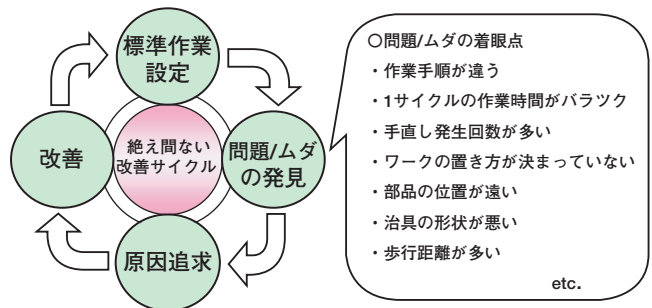 標準作業
設定
絶え間ない
改善サイクル
改善
問題/ムダ
の発見
原因追求
〇問題/ムダの着眼点
・作業手順が違う
・1サイクルの作業時間がバラツク
・手直し発生回数が多い
・ワークの置き方が決まっていない
・部品の位置が遠い
・治具の形状が悪い
・歩行距離が多い
etc.